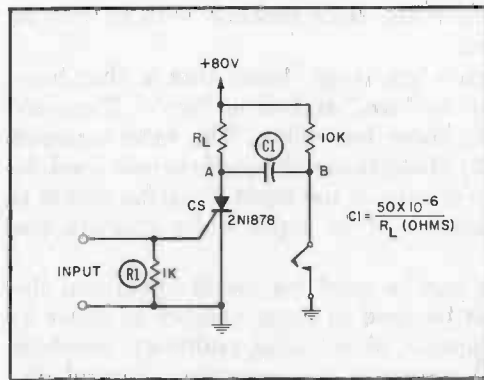 +80V
RL
C1
10K
A
B
CS
2N1878
C1 = 50 X 10-6
RL (OHMS)
INPUT
R1
1K